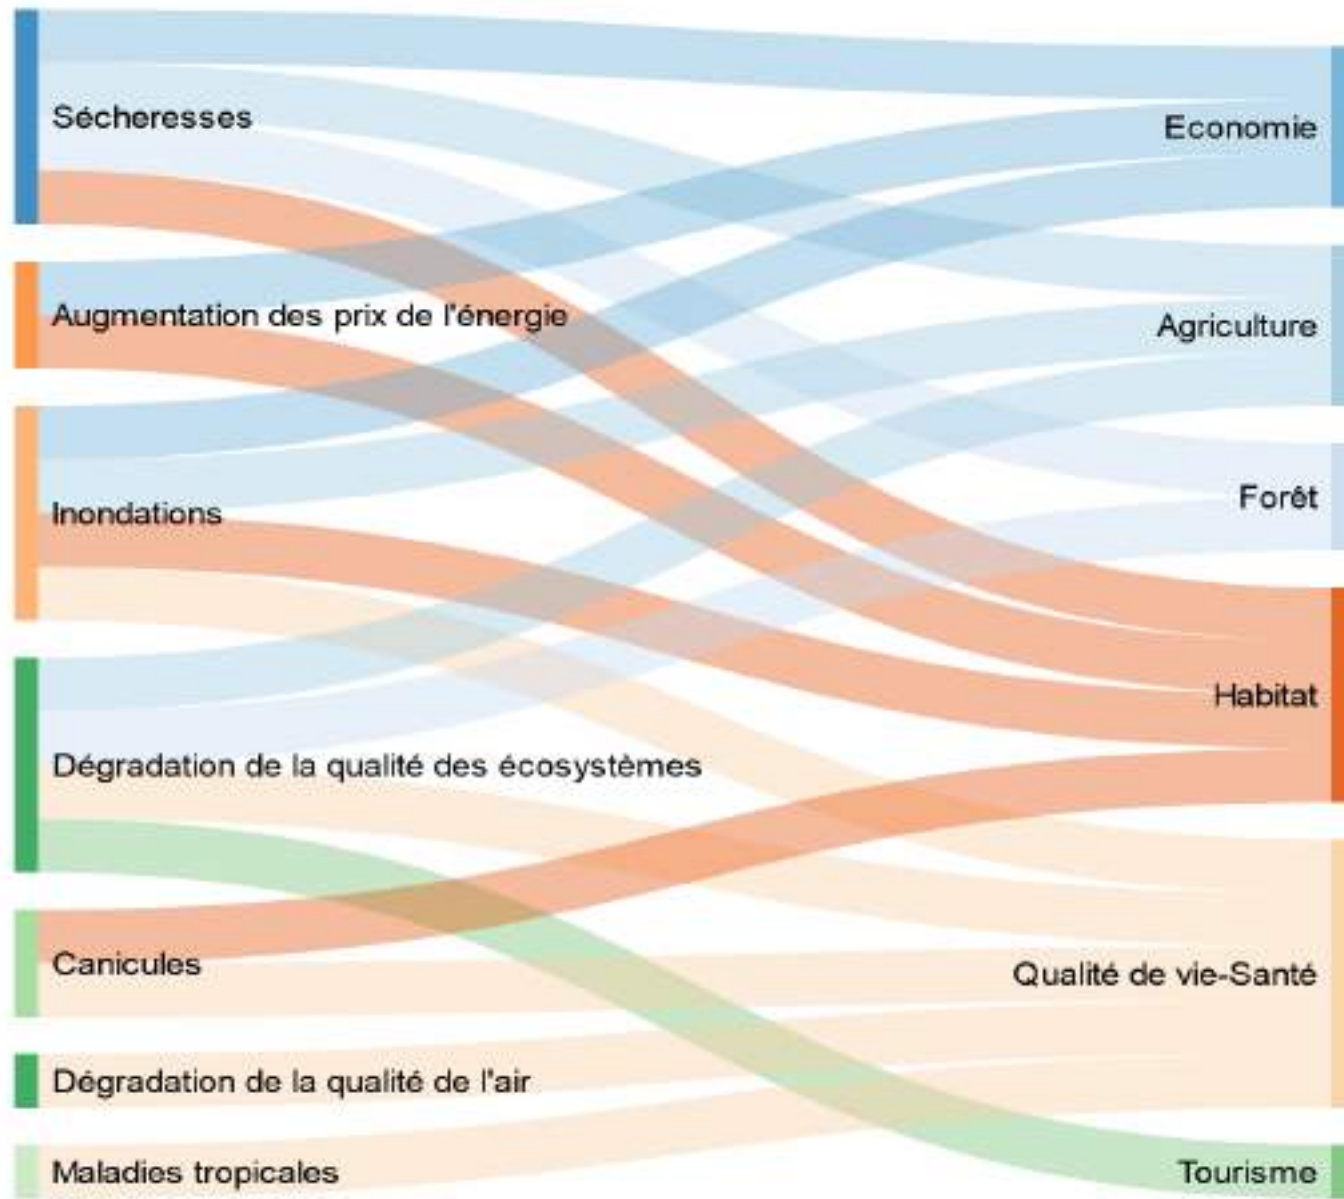 Sécheresses
Augmentation des prix de l'énergie
Inondations
Dégradation de la qualité des écosystèmes
Canicules
Dégradation de la qualité de l'air
Maladies tropicales
Economie
Agriculture
Forêt
Habitat
Qualité de vie-Santé
Tourisme